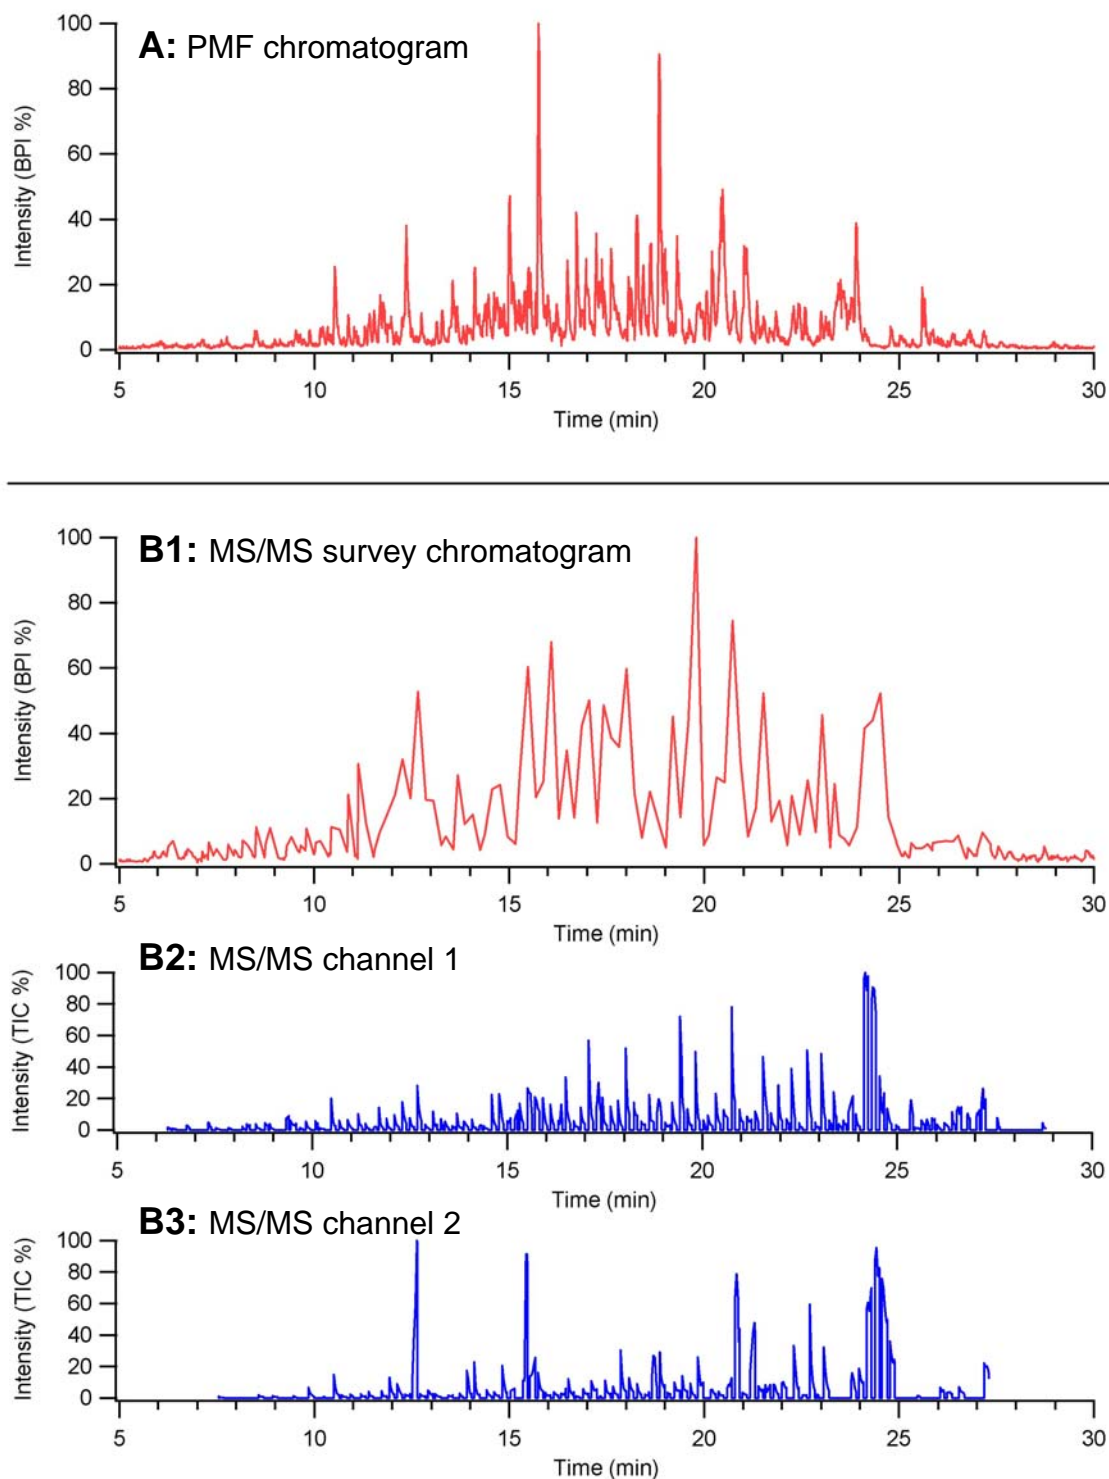 A: PMF chromatogram
Intensity (BPI %)
100
80
60
40
20
0
5 10 15 20 25 30
Time (min)
B1: MS/MS survey chromatogram
Intensity (BPI %)
100
80
60
40
20
0
5 10 15 20 25 30
Time (min)
B2: MS/MS channel 1
Intensity (TIC %)
100
80
60
40
20
0
5 10 15 20 25 30
Time (min)
B3: MS/MS channel 2
Intensity (TIC %)
100
80
60
40
20
0
5 10 15 20 25 30
Time (min)